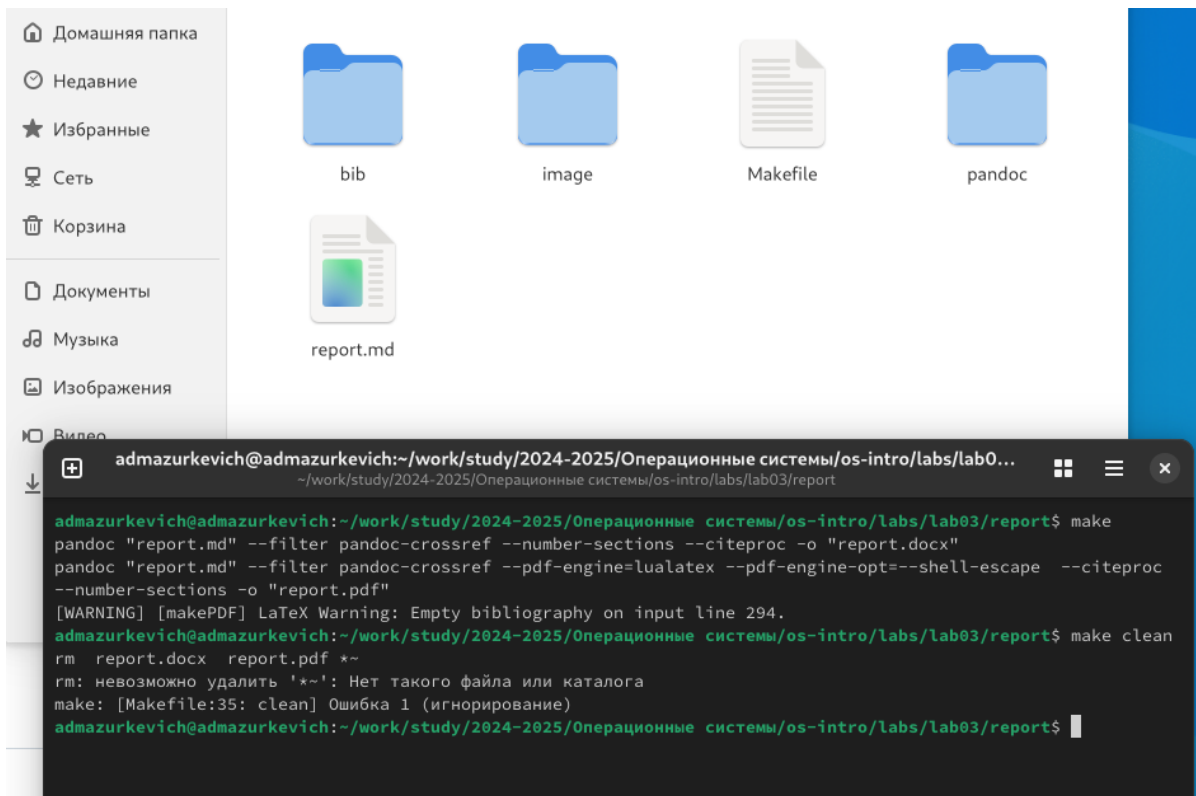 Домашняя папка
Недавние
Избранные
Сеть
Корзина
Документы
Музыка
Изображения
Видео
bib
image
Makefile
pandoc
report.md
admazurkevich@admazurkevich:~/work/study/2024-2025/Операционные системы/os-intro/labs/lab0...
~/work/study/2024-2025/Операционные системы/os-intro/labs/lab03/report
admazurkevich@admazurkevich:~/work/study/2024-2025/Операционные системы/os-intro/labs/lab03/report$ make
pandoc "report.md" --filter pandoc-crossref --number-sections --citeproc -o "report.docx"
pandoc "report.md" --filter pandoc-crossref --pdf-engine=lualatex --pdf-engine-opt=--shell-escape  --citeproc
--number-sections -o "report.pdf"
[WARNING] [makePDF] LaTeX Warning: Empty bibliography on input line 294.
admazurkevich@admazurkevich:~/work/study/2024-2025/Операционные системы/os-intro/labs/lab03/report$ make clean
rm  report.docx  report.pdf *~
rm: невозможно удалить '*~': Нет такого файла или каталога
make: [Makefile:35: clean] Ошибка 1 (игнорирование)
admazurkevich@admazurkevich:~/work/study/2024-2025/Операционные системы/os-intro/labs/lab03/report$